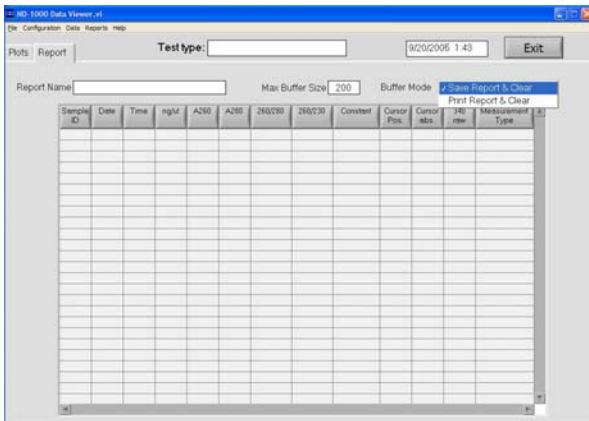 ND-1000 Data Viewer.vi
File Configuration Data Reports Help
Plots Report Test type: 9/20/2005 1:43 Exit
Report Name Max Buffer Size 200 Buffer Mode ✓ Save Report & Clear
Print Report & Clear
Sample ID Date Time ng/ul A260 A280 260/280 260/230 Constant Cursor Pos. Cursor abs. 340 raw Measurement Type